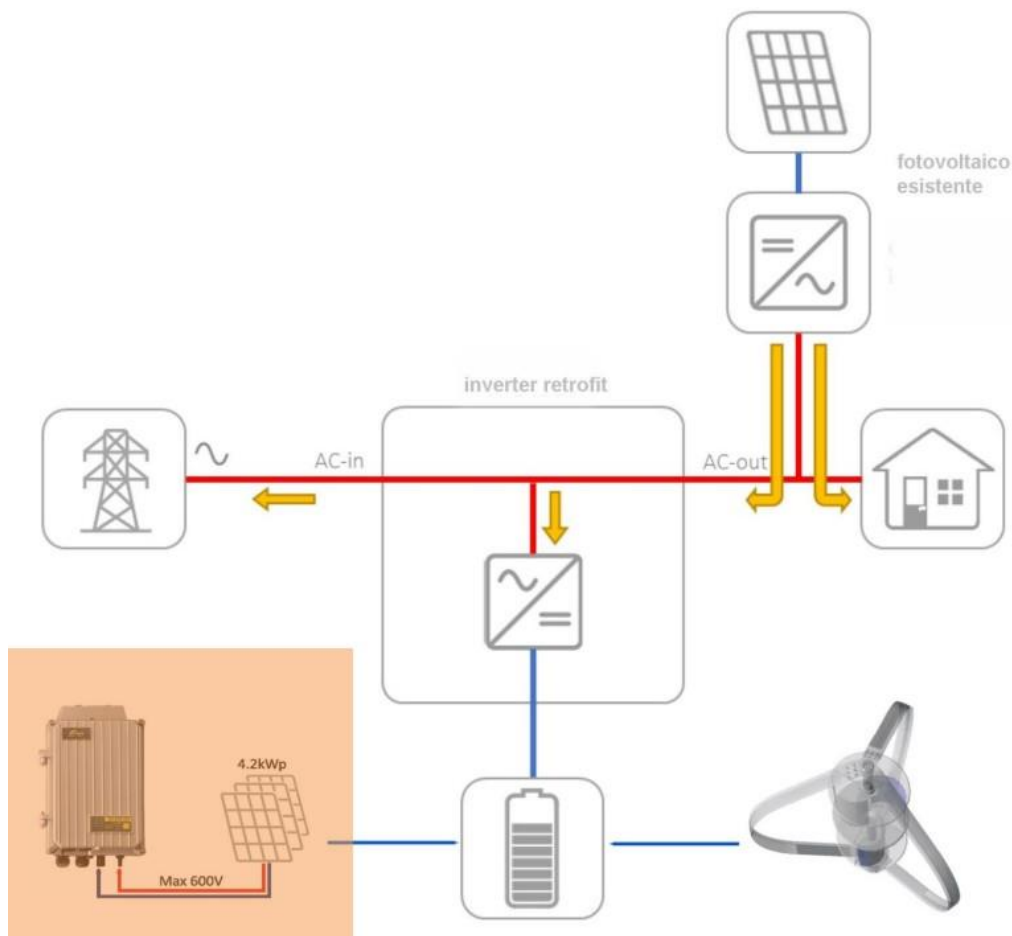 fotovoltaico
esistente
inverter retrofit
AC-in
AC-out
4.2kWp
Max 600V